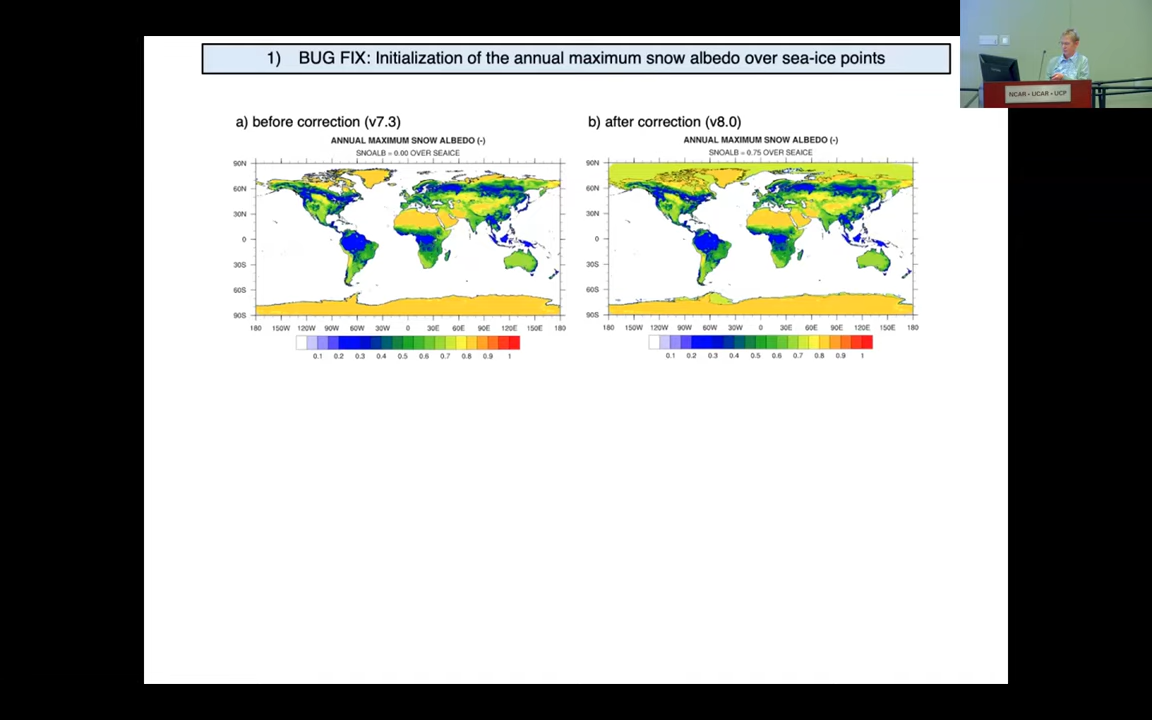 1) BUG FIX: Initialization of the annual maximum snow albedo over sea-ice points
NCAR • UCAR • UCP
a) before correction (v7.3)
ANNUAL MAXIMUM SNOW ALBEDO (-)
SNOALB = 0.00 OVER SEAICE
90N
60N
30N
0
30S
60S
90S
180 150W 120W 90W 60W 30W 0 30E 60E 90E 120E 150E 180
0.1 0.2 0.3 0.4 0.5 0.6 0.7 0.8 0.9 1
b) after correction (v8.0)
ANNUAL MAXIMUM SNOW ALBEDO (-)
SNOALB = 0.75 OVER SEAICE
90N
60N
30N
0
30S
60S
90S
180 150W 120W 90W 60W 30W 0 30E 60E 90E 120E 150E 180
0.1 0.2 0.3 0.4 0.5 0.6 0.7 0.8 0.9 1